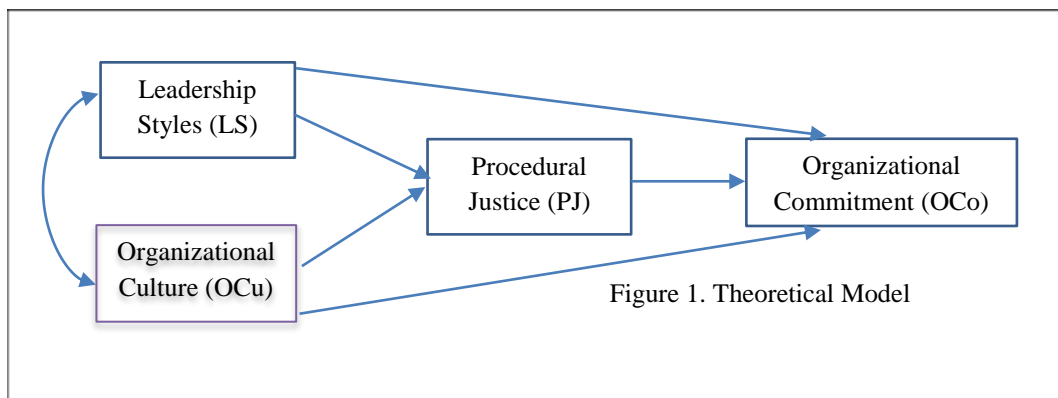 Leadership
Styles (LS)
Procedural
Justice (PJ)
Organizational
Commitment (OCo)
Organizational
Culture (OCu)
Figure 1. Theoretical Model